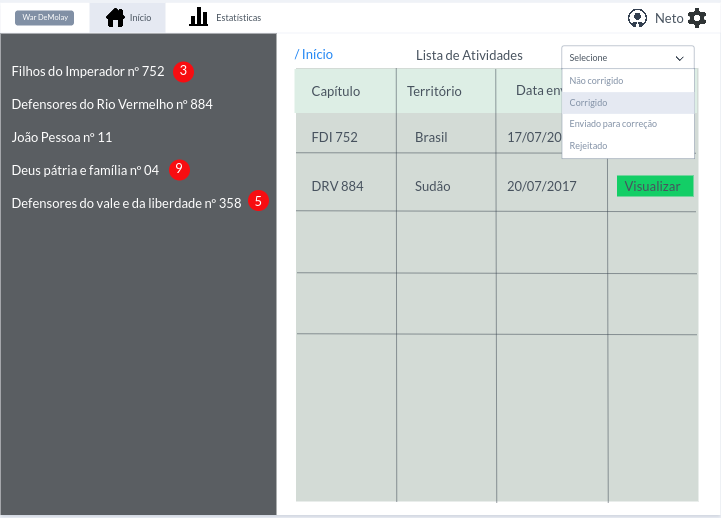 War DeMolay
Início
Estatísticas
Neto
Filhos do Imperador nº 752
3
Defensores do Rio Vermelho nº 884
João Pessoa nº 11
Deus pátria e família nº 04
9
Defensores do vale e da liberdade nº 358
5
/ Início
Lista de Atividades
Selecione
Não corrigido
Corrigido
Enviado para correção
Rejeitado
Capítulo Território Data en
FDI 752 Brasil 17/07/20
DRV 884 Sudão 20/07/2017 Visualizar